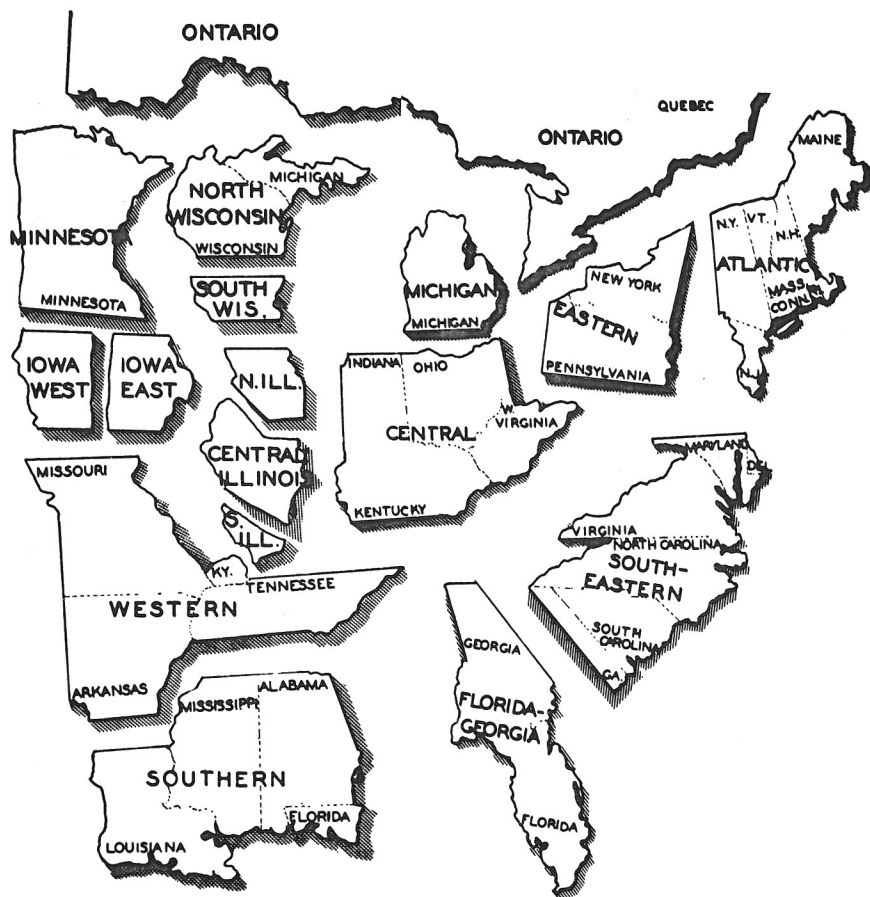 ONTARIO
QUEBEC
ONTARIO
MAINE
MICHIGAN
NORTH
WISCONSIN
WISCONSIN
MINNESOTA
MINNESOTA
N.Y.
VT.
N.H.
ATLANTIC
MASS.
CONN.
R.I.
N.J.
NEW YORK
EASTERN
PENNSYLVANIA
MICHIGAN
MICHIGAN
SOUTH
WIS.
IOWA
WEST
IOWA
EAST
N. ILL.
INDIANA
OHIO
W.
VIRGINIA
CENTRAL
KENTUCKY
CENTRAL
ILLINOIS
S.
ILL.
MISSOURI
KY.
TENNESSEE
WESTERN
ARKANSAS
MARYLAND
DEL.
VIRGINIA
NORTH CAROLINA
SOUTH-
EASTERN
SOUTH
CAROLINA
GA.
GEORGIA
FLORIDA-
GEORGIA
FLORIDA
MISSISSIPPI
ALABAMA
SOUTHERN
FLORIDA
LOUISIANA